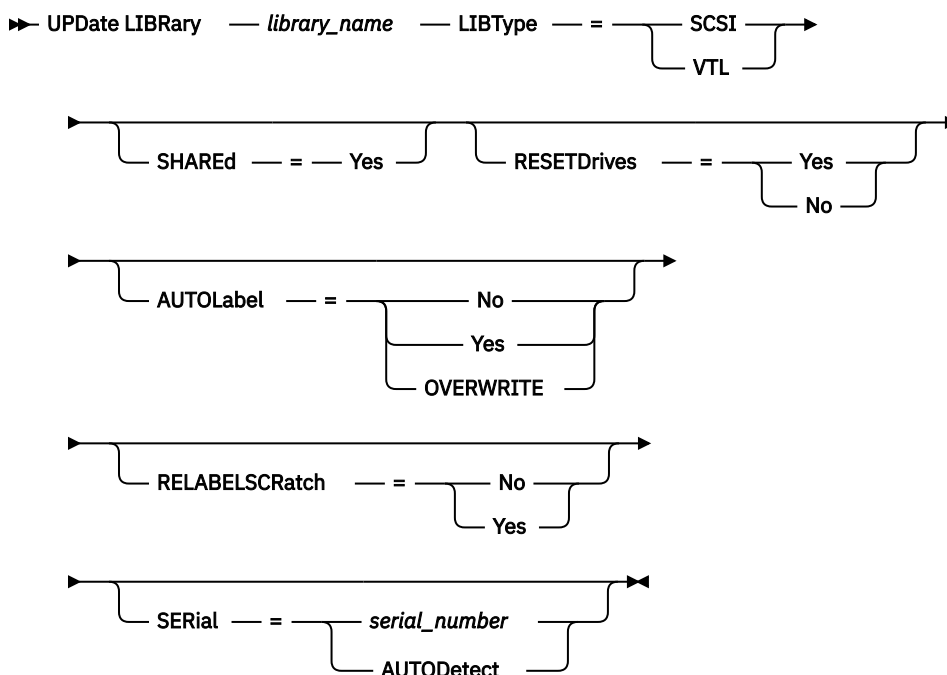 UPDate LIBRary library_name LIBType = SCSI
VTL
SHAREd = Yes RESETDrives = Yes
No
AUTOLabel = No
Yes
OVERWRITE
RELABELSCRatch = No
Yes
SERial = serial_number
AUTODetect